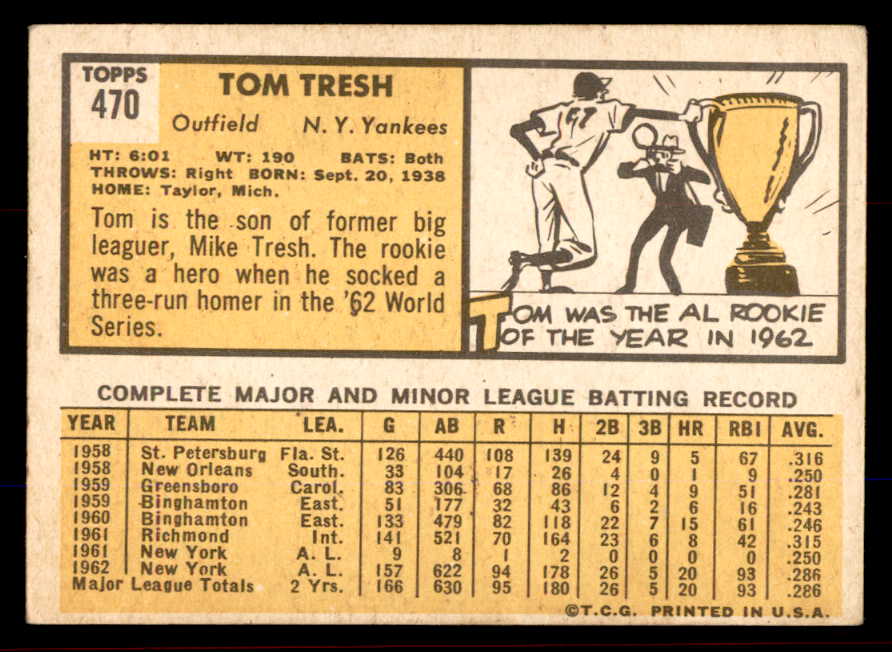 TOPPS
470
TOM TRESH
Outfield N. Y. Yankees
HT: 6:01 WT: 190 BATS: Both
THROWS: Right BORN: Sept. 20, 1938
HOME: Taylor, Mich.
Tom is the son of former big
leaguer, Mike Tresh. The rookie
was a hero when he socked a
three-run homer in the '62 World
Series.
TOM WAS THE AL ROOKIE
OF THE YEAR IN 1962
COMPLETE MAJOR AND MINOR LEAGUE BATTING RECORD
YEAR TEAM LEA. G AB R H 2B 3B HR RBI AVG.
1958 St. Petersburg Fla. St. 126 440 108 139 24 9 5 67 .316
1958 New Orleans South. 33 104 17 26 4 0 1 9 .250
1959 Greensboro Carol. 83 306 68 86 12 4 9 51 .281
1959 Binghamton East. 51 177 32 43 6 2 6 16 .243
1960 Binghamton East. 133 479 82 118 22 7 15 61 .246
1961 Richmond Int. 141 521 70 164 23 6 8 42 .315
1961 New York A. L. 9 8 1 2 0 0 0 0 .250
1962 New York A. L. 157 622 94 178 26 5 20 93 .286
Major League Totals 2 Yrs. 166 630 95 180 26 5 20 93 .286
©T.C.G. PRINTED IN U.S.A.